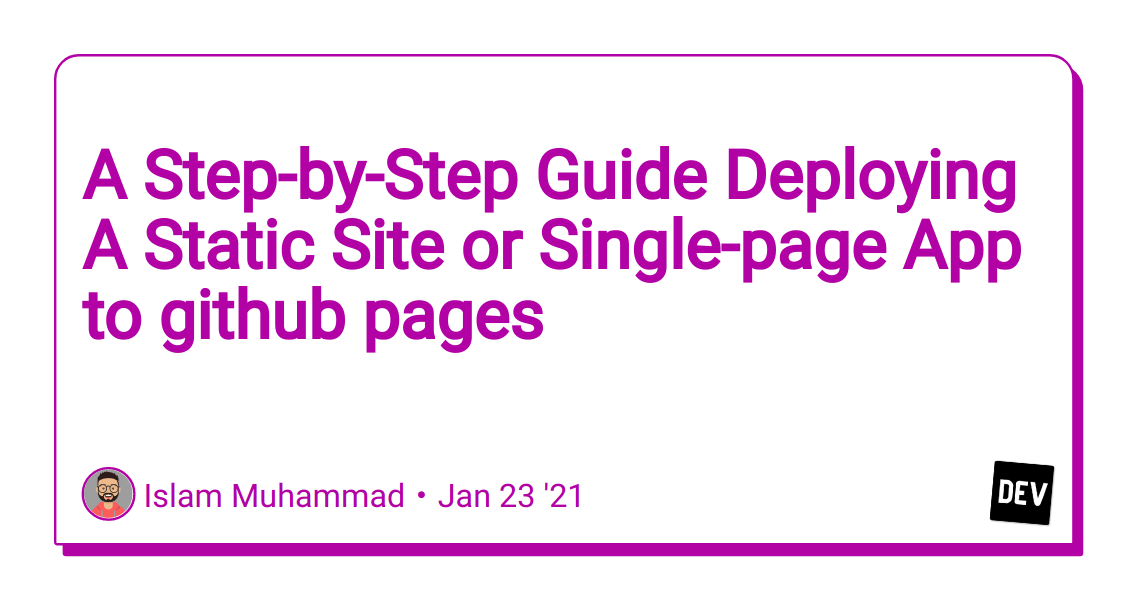 A Step-by-Step Guide Deploying
A Static Site or Single-page App
to github pages
Islam Muhammad • Jan 23 '21
DEV